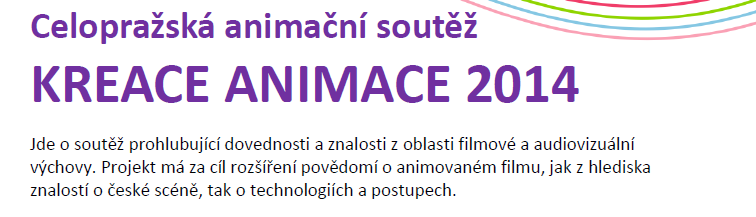 Celopražská animační soutěž
KREACE ANIMACE 2014
Jde o soutěž prohlubující dovednosti a znalosti z oblasti filmové a audiovizuální
výchovy. Projekt má za cíl rozšíření povědomí o animovaném filmu, jak z hlediska
znalostí o české scéně, tak o technologiích a postupech.